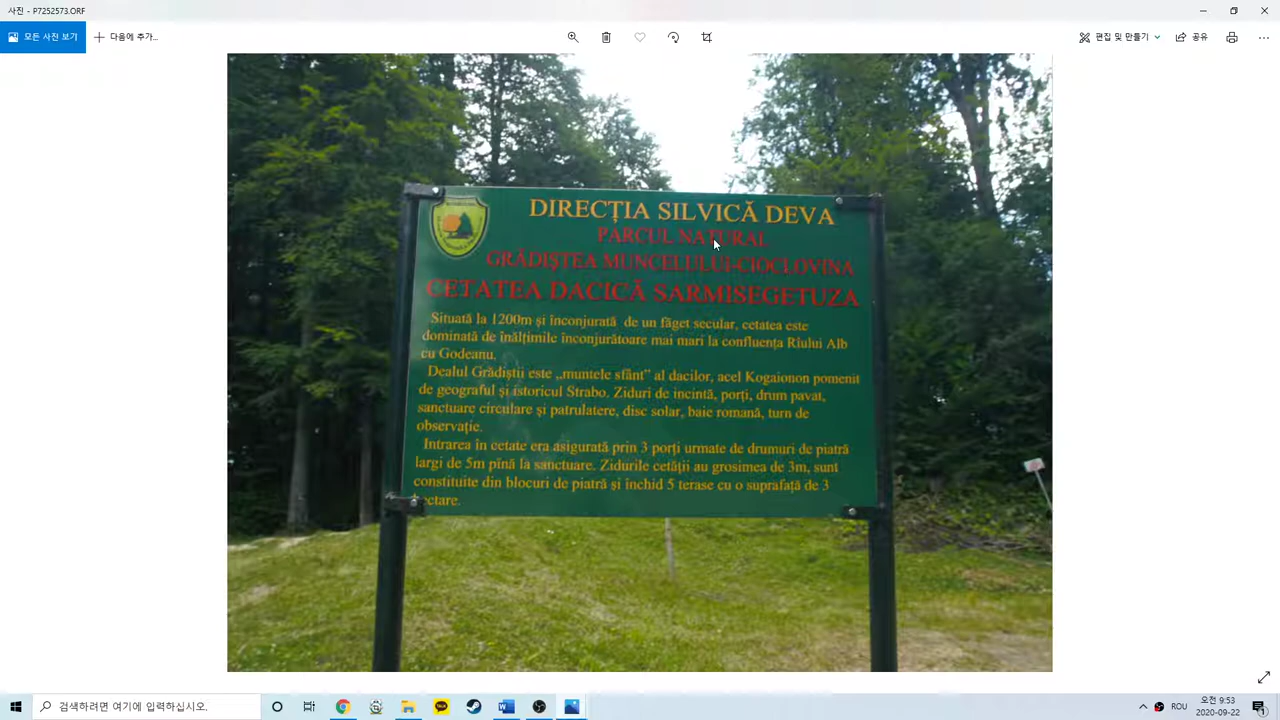 사진 - P7252573.ORF
모든 사진 보기
다음에 추가...
편집 및 만들기
공유
DIRECȚIA SILVICĂ DEVA
PARCUL NATURAL
GRĂDIȘTEA MUNCELULUI-CIOCLOVINA
CETATEA DACICĂ SARMISEGETUZA
Situată la 1200m și înconjurată de un făget secular, cetatea este
dominată de înălțimile înconjurătoare mai mari la confluența Rîului Alb
cu Godeanu.
Dealul Grădiștii este „muntele sfânt” al dacilor, acel Kogaionon pomenit
de geograful și istoricul Strabo. Ziduri de incintă, porți, drum pavat,
sanctuare circulare și patrulatere, disc solar, baie romană, turn de
observație.
Intrarea în cetate era asigurată prin 3 porți urmate de drumuri de piatră
largi de 5m pînă la sanctuare. Zidurile cetății au grosimea de 3m, sunt
constituite din blocuri de piatră și închid 5 terase cu o suprafață de 3
hectare.
검색하려면 여기에 입력하십시오.
ROU
오전 9:53
2020-09-22